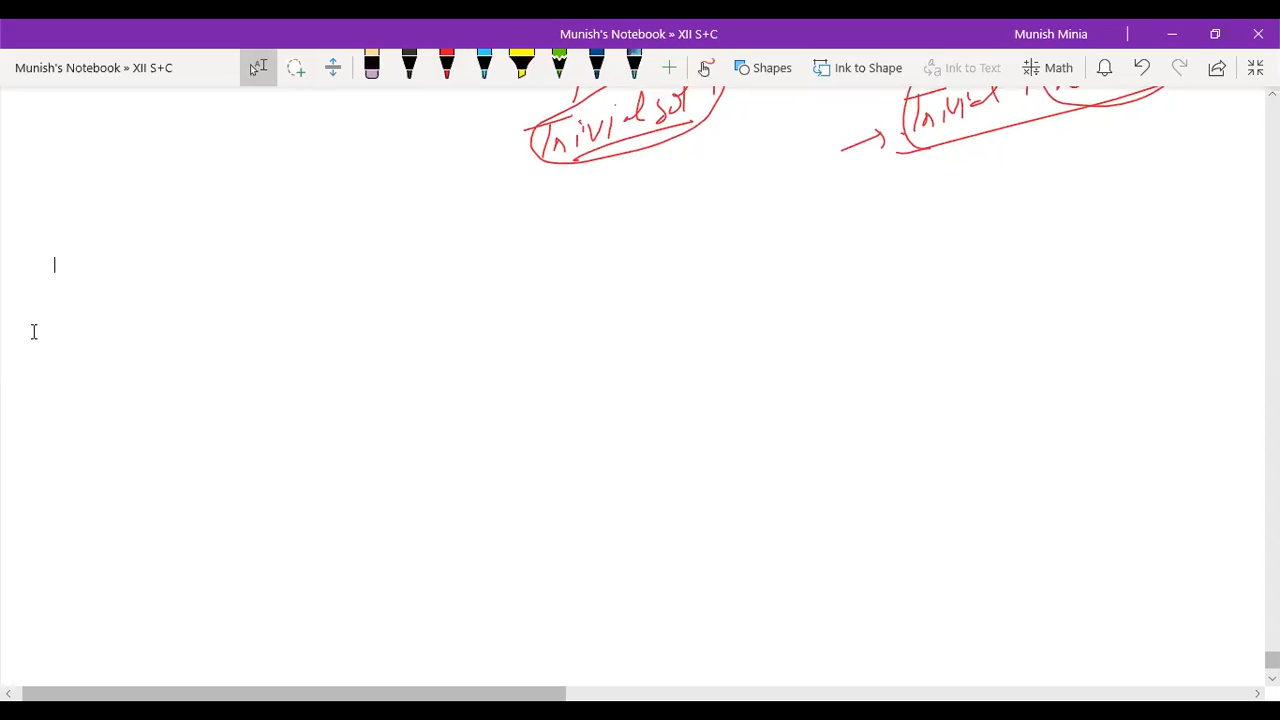 Munish's Notebook » XII S+C
Munish Minia
Munish's Notebook » XII S+C
Shapes
Ink to Shape
Ink to Text
Math
Trivial sol
Trivial